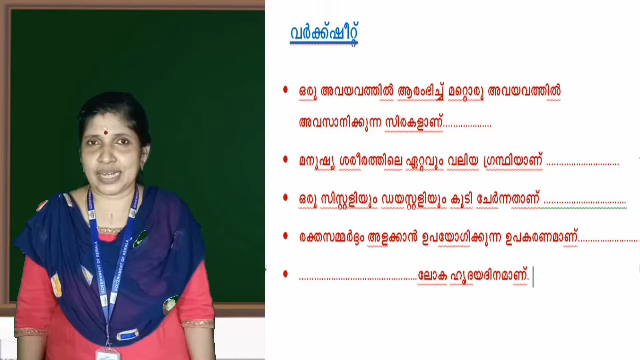 വർക്ക്ഷീറ്റ്
• ഒരു അവയവത്തിൽ ആരംഭിച്ച് മറ്റൊരു അവയവത്തിൽ
അവസാനിക്കുന്ന സിരകളാണ്...................
• മനുഷ്യ ശരീരത്തിലെ ഏറ്റവും വലിയ ഗ്രന്ഥിയാണ് .............................
• ഒരു സിസ്റ്റളിയും ഡയസ്റ്റളിയും കൂടി ചേർന്നതാണ് .................................
• രക്തസമ്മർദ്ദം അളക്കാൻ ഉപയോഗിക്കുന്ന ഉപകരണമാണ്........................
• ...............................................ലോക ഹൃദയദിനമാണ്.